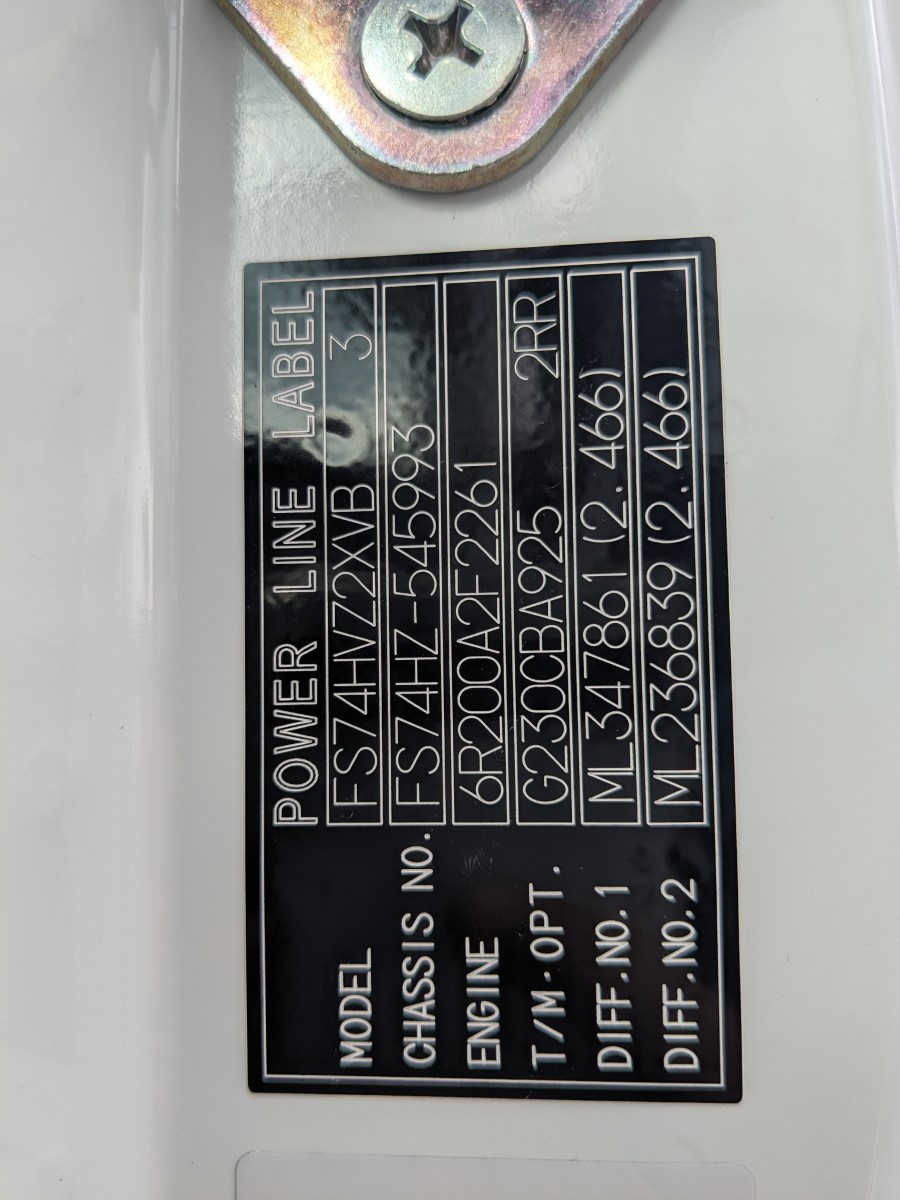 POWER LINE LABEL
MODEL FS74HVZ2XVB 3
CHASSIS NO. FS74HZ-545993
ENGINE 6R200A2F2261
T/M·OPT. G230CBA925 2RR
DIFF.NO.1 ML347861 (2. 466)
DIFF.NO.2 ML236839 (2. 466)